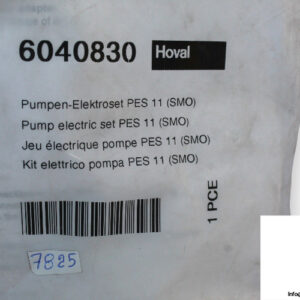 6040830 Hoval
Pumpen-Elektroset PES 11 (SMO)
Pump electric set PES 11 (SMO)
Jeu électrique pompe PES 11 (SMO)
Kit elettrico pompa PES 11 (SMO)
1 PCE
7825